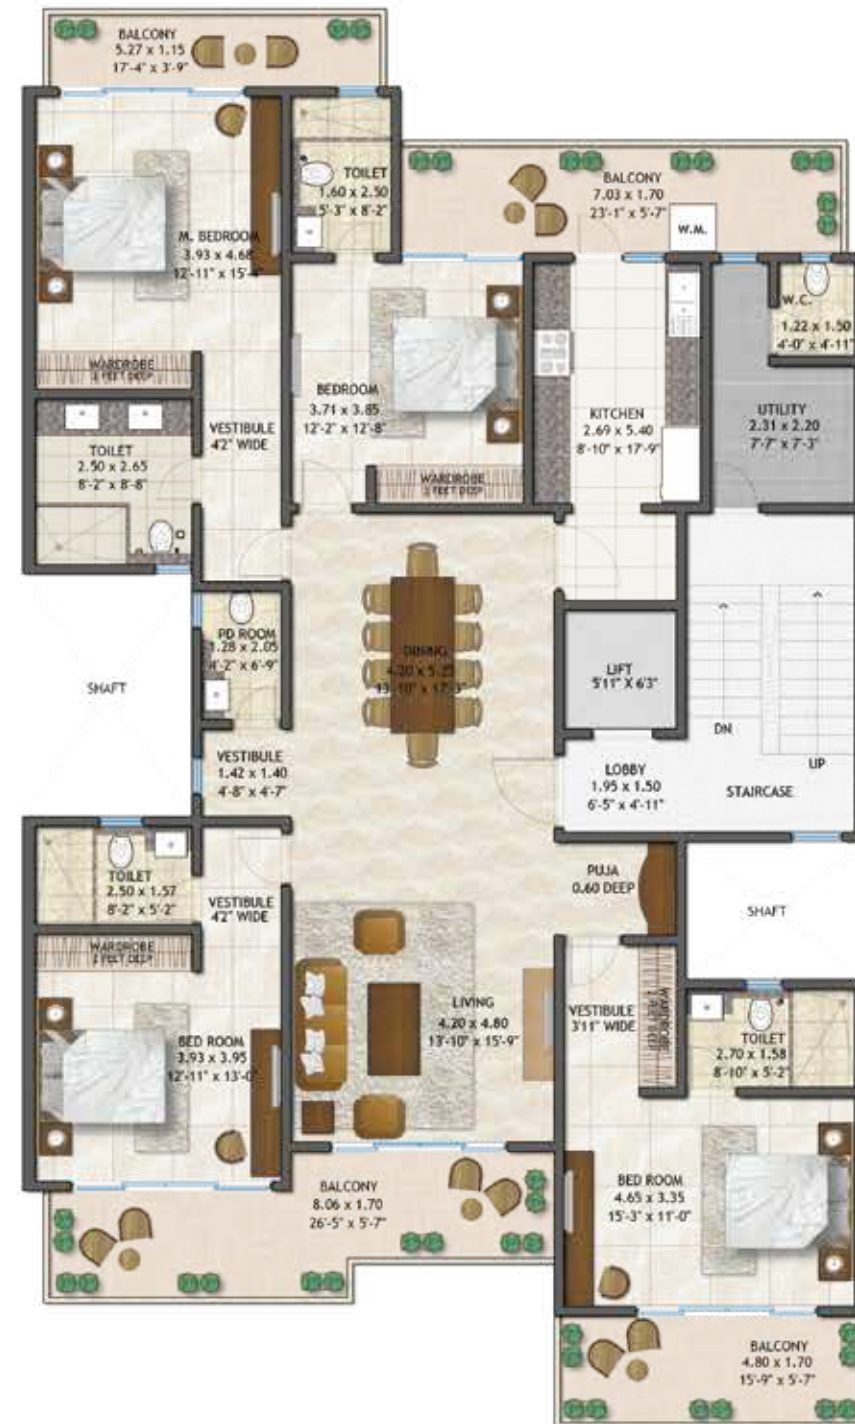 BALCONY
5.27 x 1.15
17'-4" x 3'-9"
TOILET
1.60 x 2.50
5'-3" x 8'-2"
BALCONY
7.03 x 1.70
23'-1" x 5'-7"
W.M.
M. BEDROOM
3.93 x 4.68
12'-11" x 15'-4"
W.C.
1.22 x 1.50
4'-0" x 4'-11"
WARDROBE
2 FEET DEEP
BEDROOM
3.71 x 3.85
12'-2" x 12'-8"
KITCHEN
2.69 x 5.40
8'-10" x 17'-9"
UTILITY
2.31 x 2.20
7'-7" x 7'-3"
VESTIBULE
4'2" WIDE
TOILET
2.50 x 2.65
8'-2" x 8'-8"
WARDROBE
2 FEET DEEP
PD ROOM
1.28 x 2.05
4'-2" x 6'-9"
DINING
4.20 x 5.25
13'-10" x 17'-3"
LIFT
5'11" X 6'3"
SHAFT
DN
UP
VESTIBULE
1.42 x 1.40
4'-8" x 4'-7"
LOBBY
1.95 x 1.50
6'-5" x 4'-11"
STAIRCASE
TOILET
2.50 x 1.57
8'-2" x 5'-2"
VESTIBULE
4'2" WIDE
PUJA
0.60 DEEP
SHAFT
WARDROBE
2 FEET DEEP
LIVING
4.20 x 4.80
13'-10" x 15'-9"
VESTIBULE
3'11" WIDE
WARDROBE
2 FEET DEEP
BED ROOM
3.93 x 3.95
12'-11" x 13'-0"
TOILET
2.70 x 1.58
8'-10" x 5'-2"
BALCONY
8.06 x 1.70
26'-5" x 5'-7"
BED ROOM
4.65 x 3.35
15'-3" x 11'-0"
BALCONY
4.80 x 1.70
15'-9" x 5'-7"